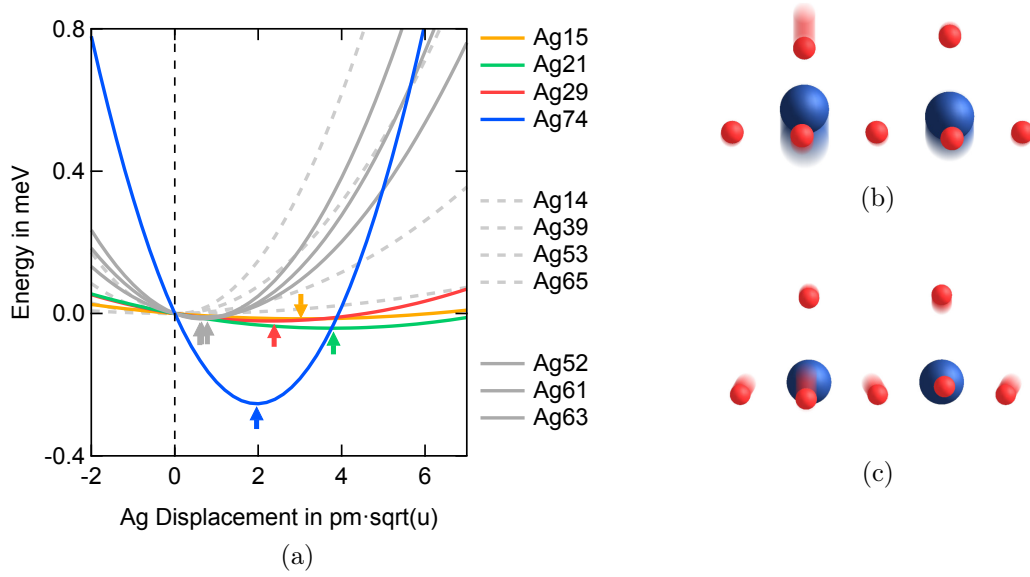 0.8
0.4
0.0
-0.4
Energy in meV
-2
0
2
4
6
Ag Displacement in pm·sqrt(u)
(a)
Ag15
Ag21
Ag29
Ag74
Ag14
Ag39
Ag53
Ag65
Ag52
Ag61
Ag63
(b)
(c)